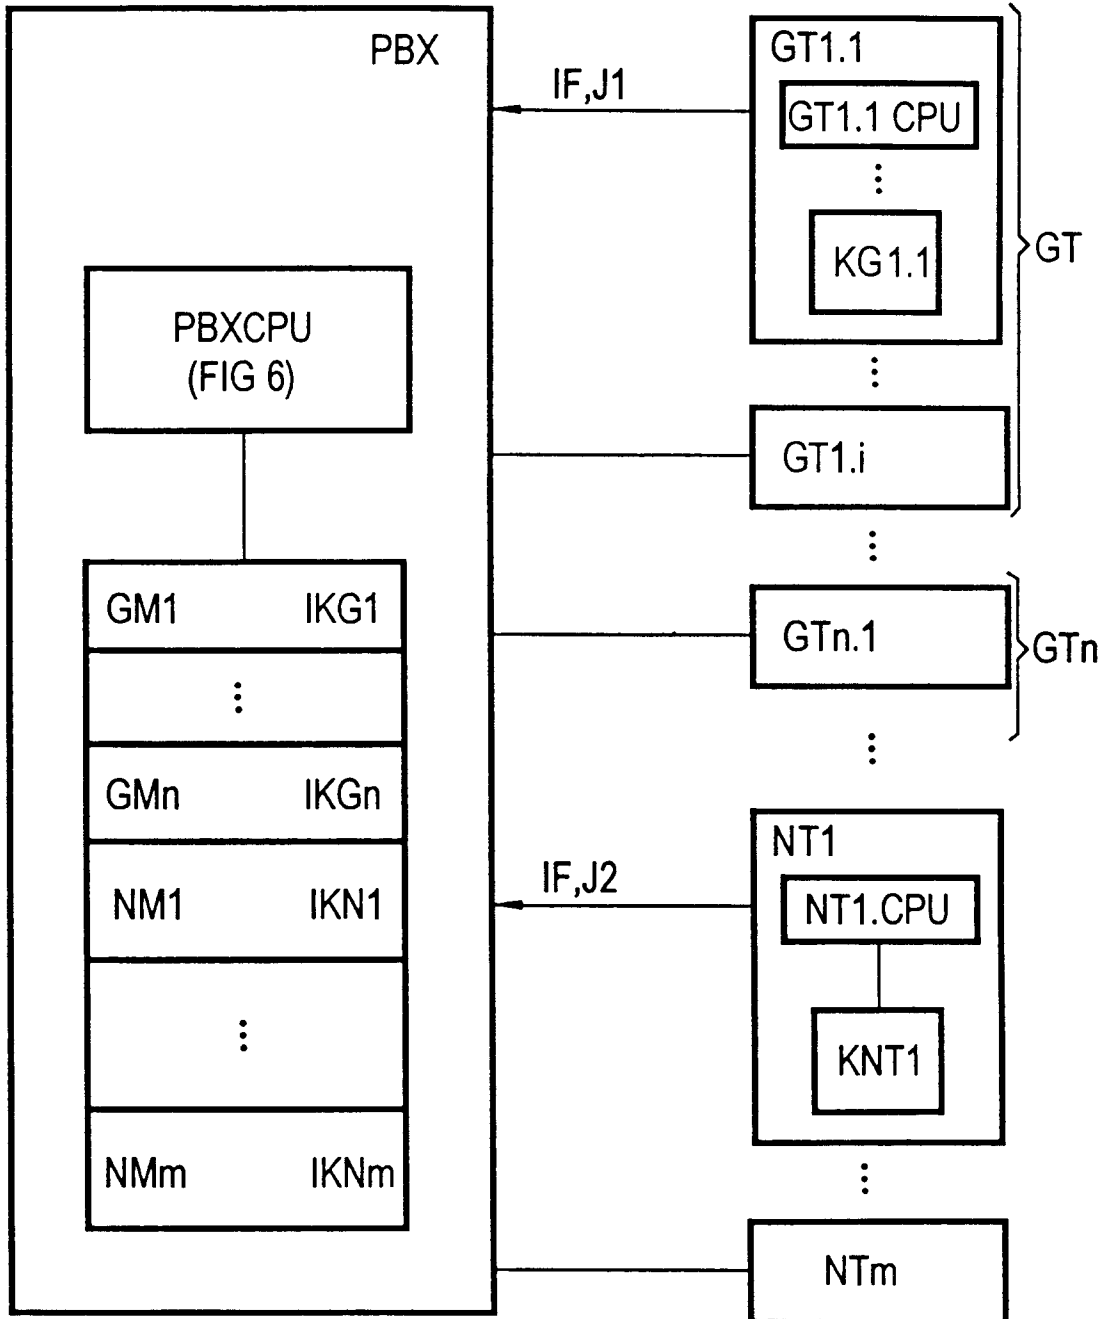 PBX
IF,J1
GT1.1
GT1.1 CPU
KG1.1
GT
PBXCPU
(FIG 6)
GT1.i
GM1 IKG1
GTn.1
GTn
GMn IKGn
NM1 IKN1
IF,J2
NT1
NT1.CPU
KNT1
NMm IKNm
NTm